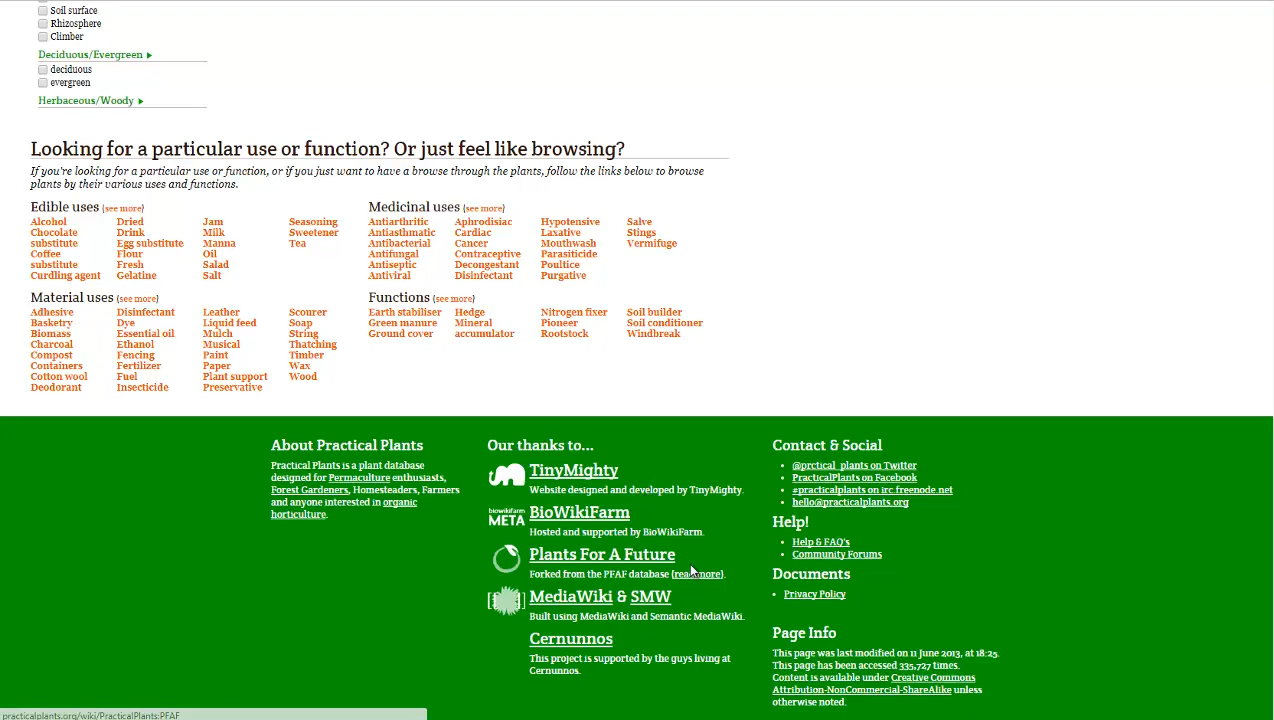 Soil surface
Rhizosphere
Climber
Deciduous/Evergreen
deciduous
evergreen
Herbaceous/Woody
Looking for a particular use or function? Or just feel like browsing?
If you're looking for a particular use or function, or if you just want to have a browse through the plants, follow the links below to browse
plants by their various uses and functions.
Edible uses (see more)
Alcohol
Chocolate
substitute
Coffee
substitute
Curdling agent
Dried
Drink
Egg substitute
Flour
Fresh
Gelatine
Jam
Milk
Manna
Oil
Salad
Salt
Seasoning
Sweetener
Tea
Medicinal uses (see more)
Antiarthritic
Antiasthmatic
Antibacterial
Antifungal
Antiseptic
Antiviral
Aphrodisiac
Cardiac
Cancer
Contraceptive
Decongestant
Disinfectant
Hypotensive
Laxative
Mouthwash
Parasiticide
Poultice
Purgative
Salve
Stings
Vermifuge
Material uses (see more)
Adhesive
Basketry
Biomass
Charcoal
Compost
Containers
Cotton wool
Deodorant
Disinfectant
Dye
Essential oil
Ethanol
Fencing
Fertilizer
Fuel
Insecticide
Leather
Liquid feed
Mulch
Musical
Paint
Paper
Plant support
Preservative
Scourer
Soap
String
Thatching
Timber
Wax
Wood
Functions (see more)
Earth stabiliser
Green manure
Ground cover
Hedge
Mineral
accumulator
Nitrogen fixer
Pioneer
Rootstock
Soil builder
Soil conditioner
Windbreak
About Practical Plants
Practical Plants is a plant database
designed for Permaculture enthusiasts,
Forest Gardeners, Homesteaders, Farmers
and anyone interested in organic
horticulture.
Our thanks to...
TinyMighty
Website designed and developed by TinyMighty.
biowikifarm
META
BioWikiFarm
Hosted and supported by BioWikiFarm.
Plants For A Future
Forked from the PFAF database (read more).
MediaWiki & SMW
Built using MediaWiki and Semantic MediaWiki.
Cernunnos
This project is supported by the guys living at
Cernunnos.
Contact & Social
@prctical_plants on Twitter
PracticalPlants on Facebook
#practicalplants on irc.freenode.net
hello@practicalplants.org
Help!
Help & FAQ's
Community Forums
Documents
Privacy Policy
Page Info
This page was last modified on 11 June 2013, at 18:25.
This page has been accessed 335,727 times.
Content is available under Creative Commons
Attribution-NonCommercial-ShareAlike unless
otherwise noted.
practicalplants.org/wiki/PracticalPlants:PFAF